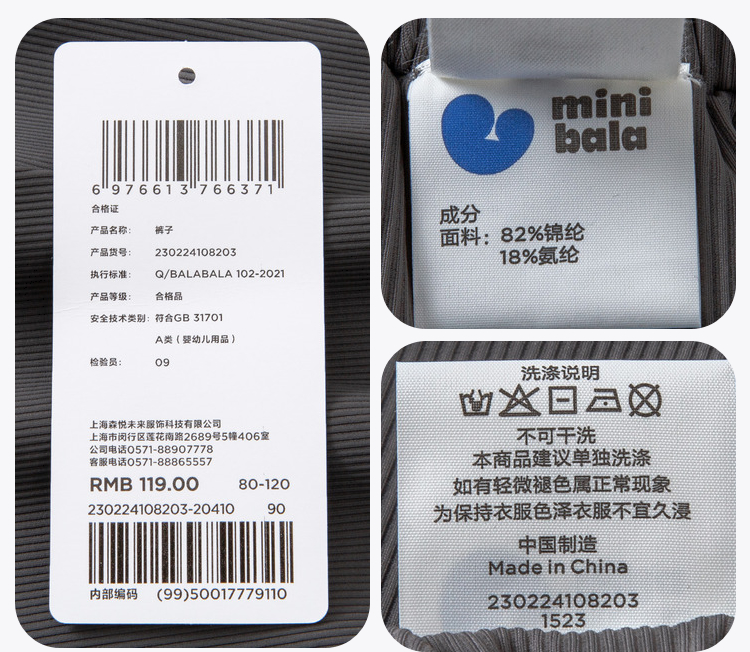 6 976613 766371
合格证
产品名称: 裤子
产品货号: 230224108203
执行标准: Q/BALABALA 102-2021
产品等级: 合格品
安全技术类别: 符合GB 31701
A类（婴幼儿用品）
检验员: 09
上海森悦未来服饰科技有限公司
上海市闵行区莲花南路2689号5幢406室
公司电话0571-88907778
客服电话0571-88865557
RMB 119.00 80-120
230224108203-20410 90
内部编码 (99)50017779110
mini
bala
成分
面料: 82%锦纶
18%氨纶
洗涤说明
不可干洗
本商品建议单独洗涤
如有轻微褪色属正常现象
为保持衣服色泽衣服不宜久浸
中国制造
Made in China
230224108203
1523